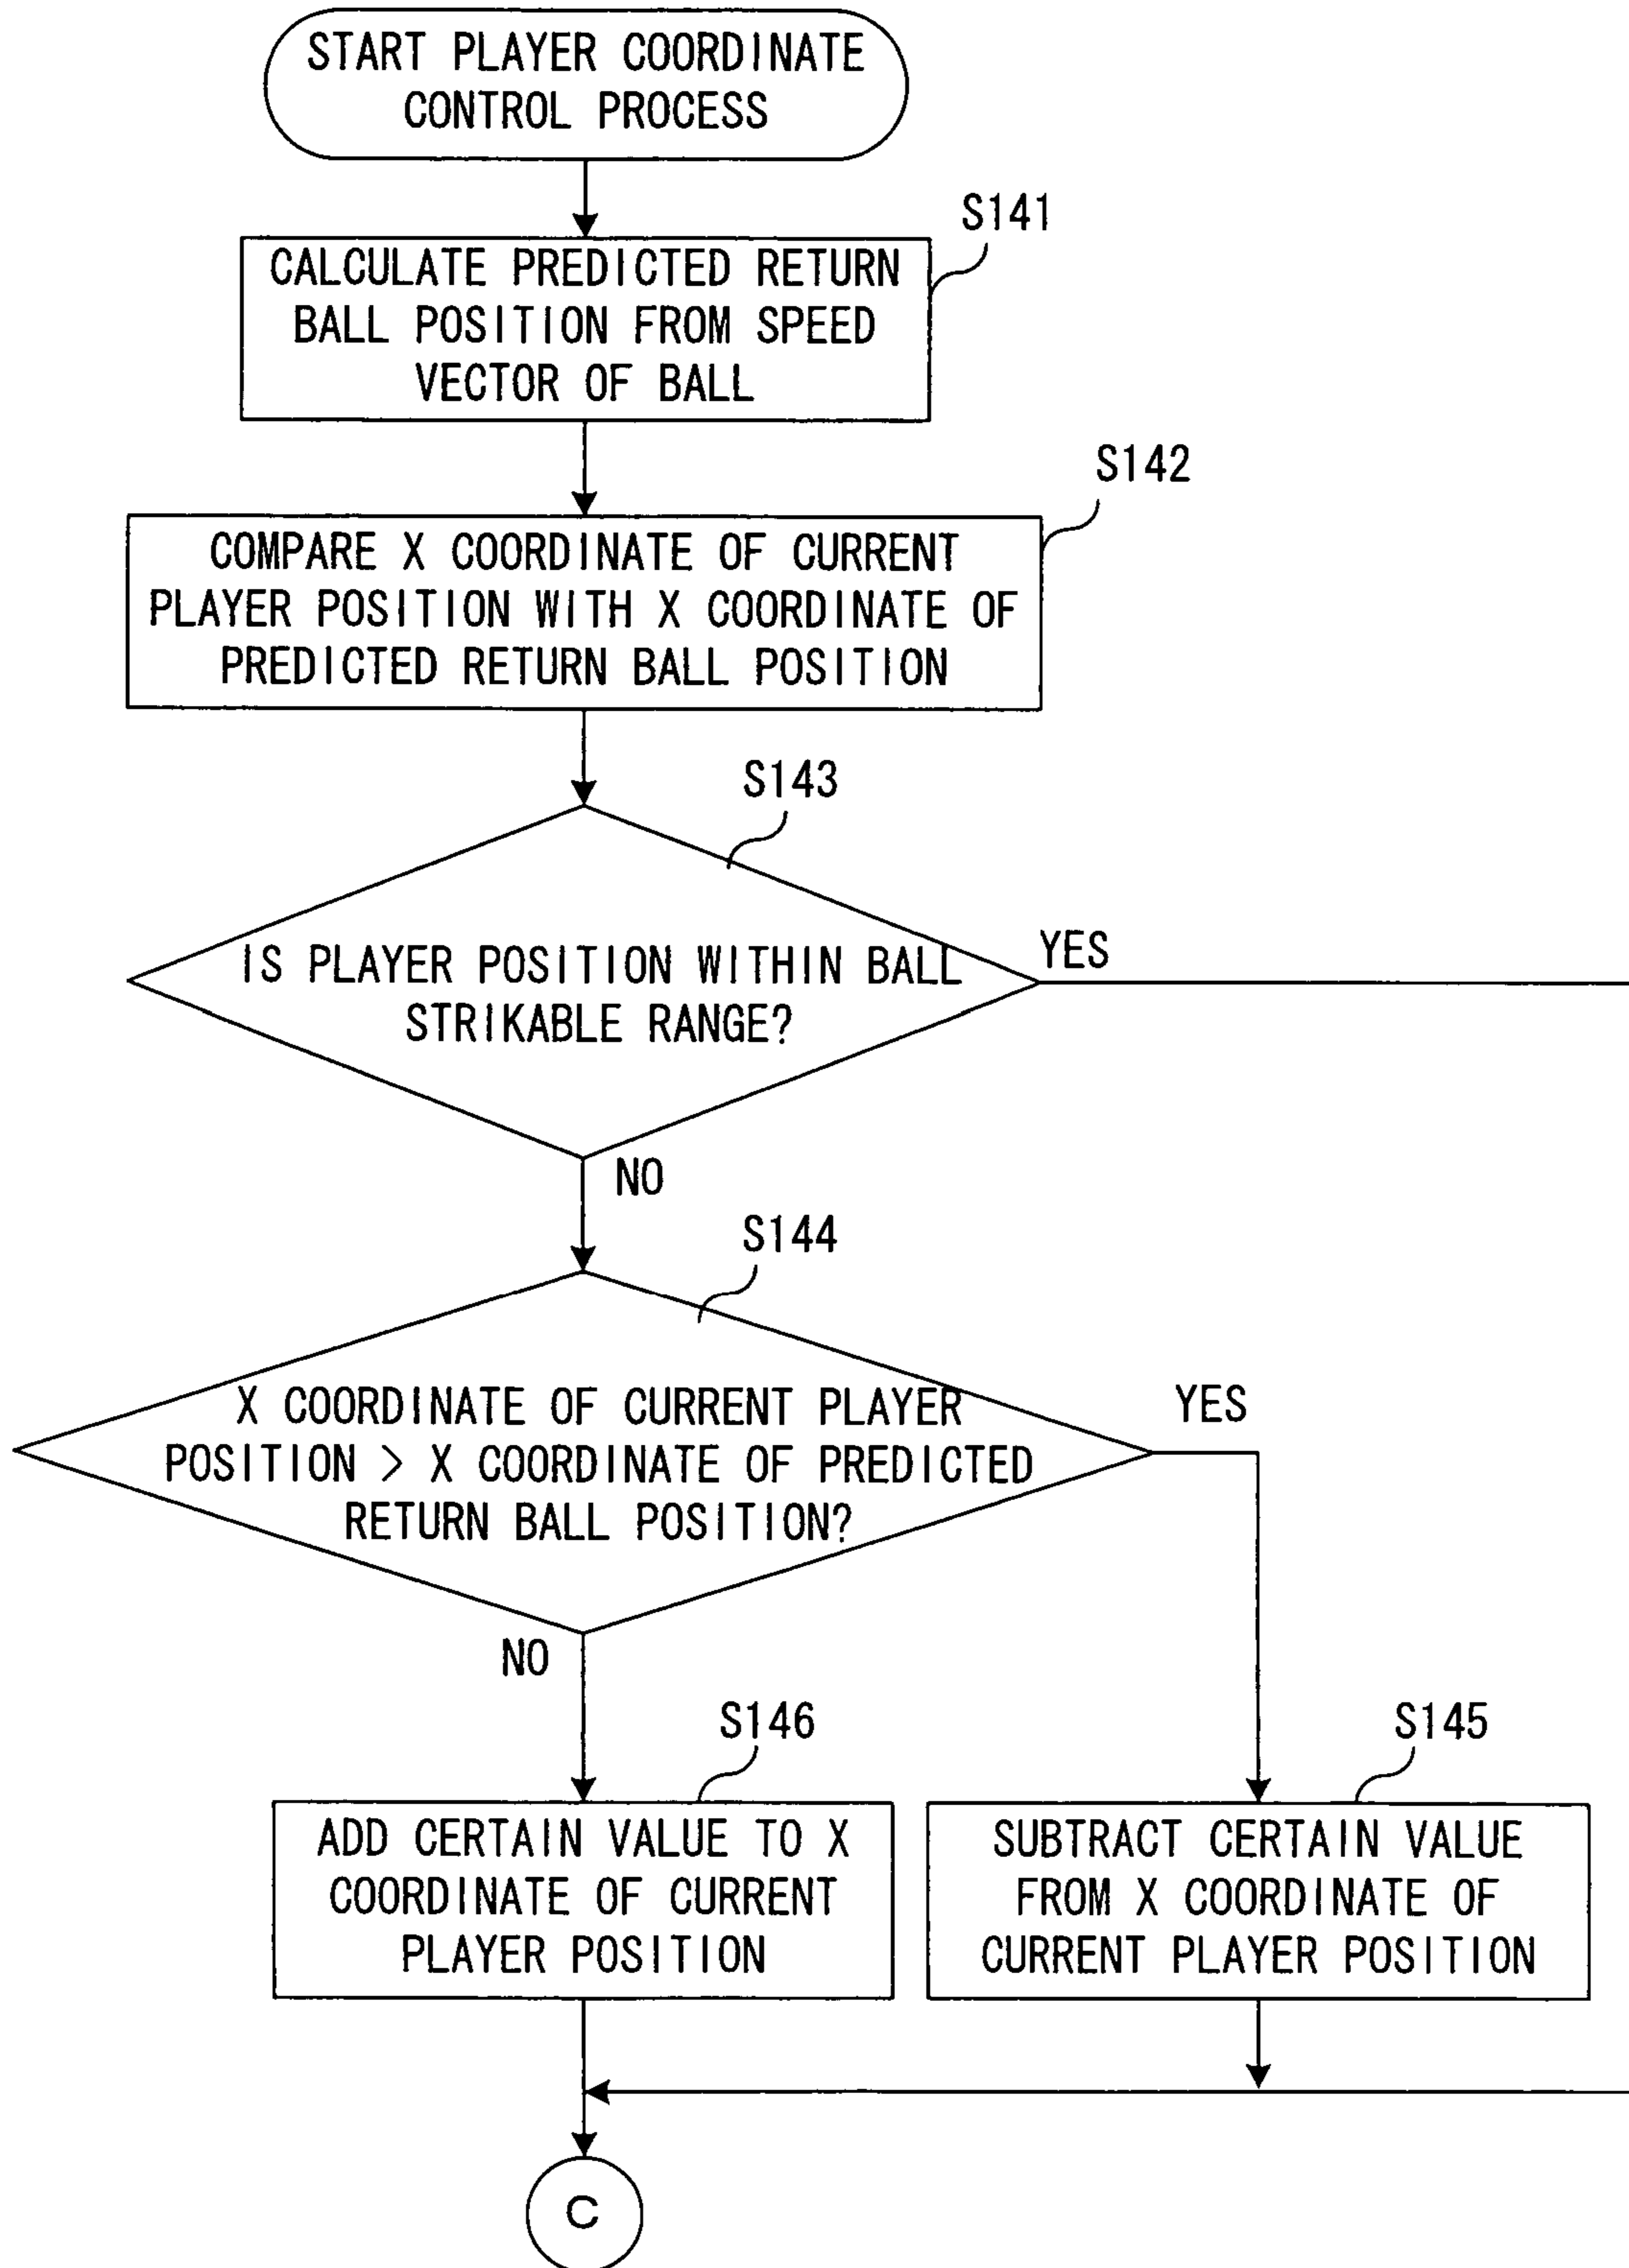 START PLAYER COORDINATE
CONTROL PROCESS
S141
CALCULATE PREDICTED RETURN
BALL POSITION FROM SPEED
VECTOR OF BALL
S142
COMPARE X COORDINATE OF CURRENT
PLAYER POSITION WITH X COORDINATE OF
PREDICTED RETURN BALL POSITION
S143
IS PLAYER POSITION WITHIN BALL
STRIKABLE RANGE?
YES
NO
S144
X COORDINATE OF CURRENT PLAYER
POSITION > X COORDINATE OF PREDICTED
RETURN BALL POSITION?
YES
NO
S146
ADD CERTAIN VALUE TO X
COORDINATE OF CURRENT
PLAYER POSITION
S145
SUBTRACT CERTAIN VALUE
FROM X COORDINATE OF
CURRENT PLAYER POSITION
C